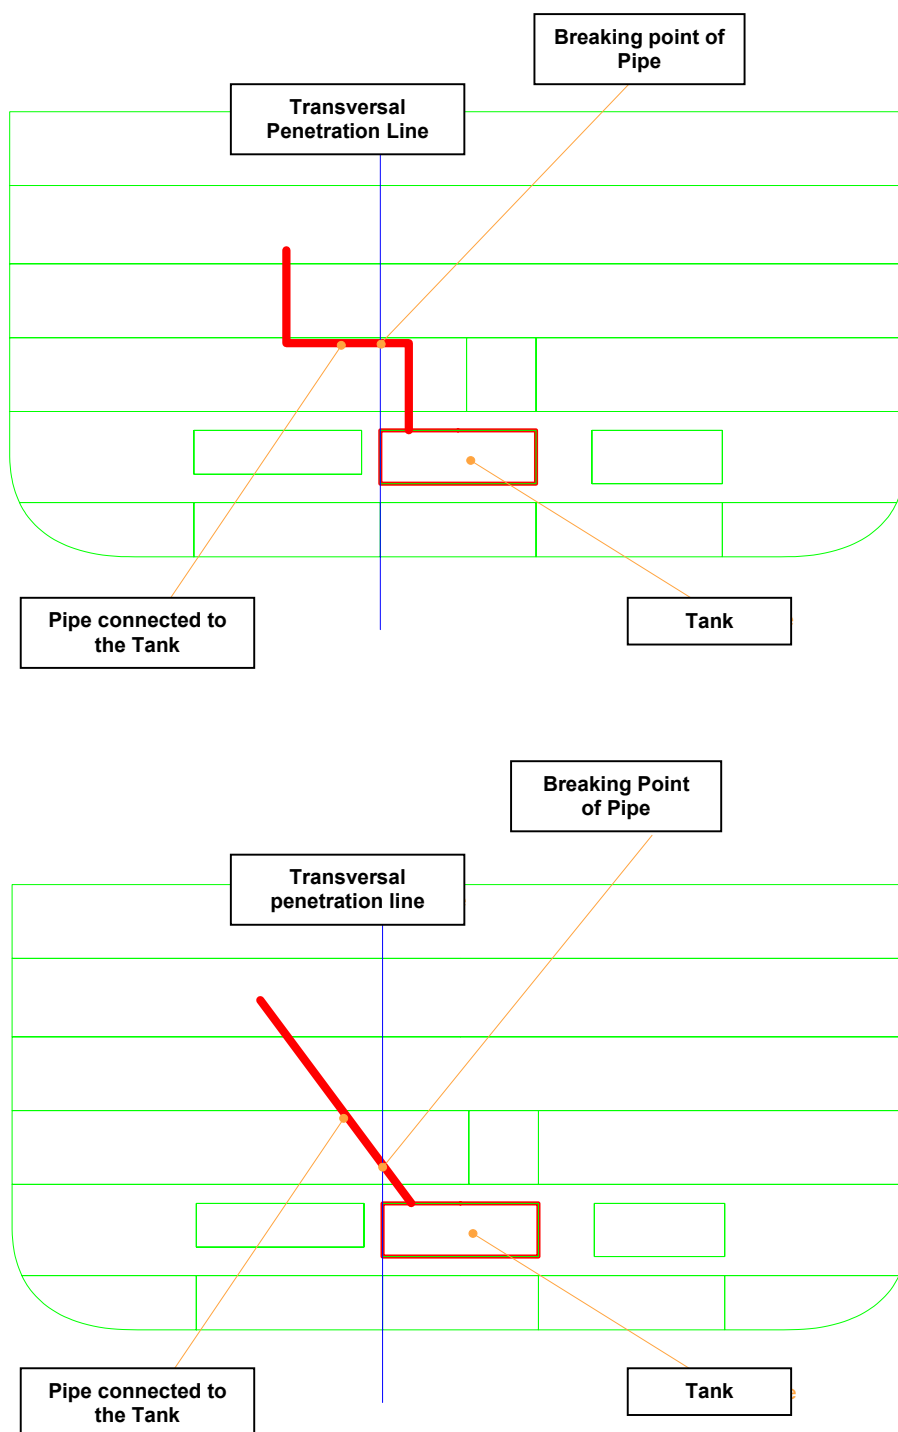 Breaking point of
Pipe
Transversal
Penetration Line
Pipe connected to
the Tank
Tank
Breaking Point
of Pipe
Transversal
penetration line
Pipe connected to
the Tank
Tank